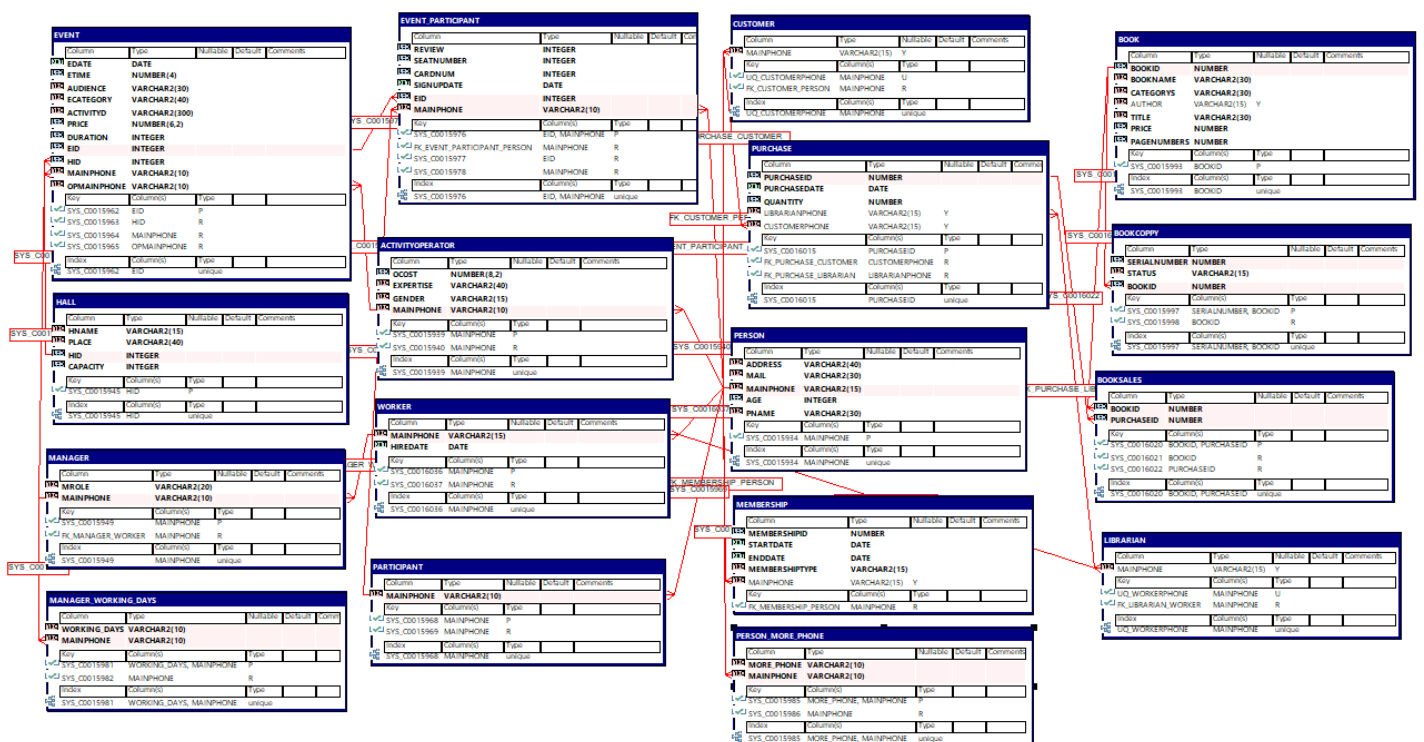 EVENT
Column Type Nullable Default Comments
EDATE DATE
ETIME NUMBER(4)
AUDIENCE VARCHAR2(30)
ECATEGORY VARCHAR2(40)
ACTIVITYD VARCHAR2(300)
PRICE NUMBER(6,2)
DURATION INTEGER
EID INTEGER
HID INTEGER
MAINPHONE VARCHAR2(10)
OPMAINPHONE VARCHAR2(10)
Key Column(s) Type
SYS_C0015962 EID P
SYS_C0015963 HID R
SYS_C0015964 MAINPHONE R
SYS_C0015965 OPMAINPHONE R
Index Column(s) Type
SYS_C0015962 EID unique
HALL
Column Type Nullable Default Comments
HNAME VARCHAR2(15)
PLACE VARCHAR2(40)
HID INTEGER
CAPACITY INTEGER
Key Column(s) Type
SYS_C0015945 HID P
Index Column(s) Type
SYS_C0015945 HID unique
MANAGER
Column Type Nullable Default Comments
MROLE VARCHAR2(20)
MAINPHONE VARCHAR2(10)
Key Column(s) Type
SYS_C0015949 MAINPHONE P
FK_MANAGER_WORKER MAINPHONE R
Index Column(s) Type
SYS_C0015949 MAINPHONE unique
MANAGER_WORKING_DAYS
Column Type Nullable Default Comm
WORKING_DAYS VARCHAR2(10)
MAINPHONE VARCHAR2(10)
Key Column(s) Type
SYS_C0015981 WORKING_DAYS, MAINPHONE P
SYS_C0015982 MAINPHONE R
Index Column(s) Type
SYS_C0015981 WORKING_DAYS, MAINPHONE unique
EVENT_PARTICIPANT
Column Type Nullable Default Cor
REVIEW INTEGER
SEATNUMBER INTEGER
CARDNUM INTEGER
SIGNUPDATE DATE
EID INTEGER
MAINPHONE VARCHAR2(10)
Key Column(s) Type
SYS_C0015976 EID, MAINPHONE P
FK_EVENT_PARTICIPANT_PERSON MAINPHONE R
SYS_C0015977 EID R
SYS_C0015978 MAINPHONE R
Index Column(s) Type
SYS_C0015976 EID, MAINPHONE unique
ACTIVITYOPERATOR
Column Type Nullable Default Comments
OCOST NUMBER(8,2)
EXPERTISE VARCHAR2(40)
GENDER VARCHAR2(15)
MAINPHONE VARCHAR2(10)
Key Column(s) Type
SYS_C0015939 MAINPHONE P
SYS_C0015940 MAINPHONE R
Index Column(s) Type
SYS_C0015939 MAINPHONE unique
WORKER
Column Type Nullable Default Comments
MAINPHONE VARCHAR2(15)
HIREDATE DATE
Key Column(s) Type
SYS_C0016036 MAINPHONE P
SYS_C0016037 MAINPHONE R
Index Column(s) Type
SYS_C0016036 MAINPHONE unique
PARTICIPANT
Column Type Nullable Default Comments
MAINPHONE VARCHAR2(10)
Key Column(s) Type
SYS_C0015968 MAINPHONE P
SYS_C0015969 MAINPHONE R
Index Column(s) Type
SYS_C0015968 MAINPHONE unique
CUSTOMER
Column Type Nullable Default Comments
MAINPHONE VARCHAR2(15) Y
Key Column(s) Type
UQ_CUSTOMERPHONE MAINPHONE U
FK_CUSTOMER_PERSON MAINPHONE R
Index Column(s) Type
UQ_CUSTOMERPHONE MAINPHONE unique
PURCHASE
Column Type Nullable Default Commer
PURCHASEID NUMBER
PURCHASEDATE DATE
QUANTITY NUMBER
LIBRARIANPHONE VARCHAR2(15) Y
CUSTOMERPHONE VARCHAR2(15) Y
Key Column(s) Type
SYS_C0016015 PURCHASEID P
FK_PURCHASE_CUSTOMER CUSTOMERPHONE R
FK_PURCHASE_LIBRARIAN LIBRARIANPHONE R
Index Column(s) Type
SYS_C0016015 PURCHASEID unique
PERSON
Column Type Nullable Default Comments
ADDRESS VARCHAR2(40)
MAIL VARCHAR2(30)
MAINPHONE VARCHAR2(15)
AGE INTEGER
PNAME VARCHAR2(30)
Key Column(s) Type
SYS_C0015934 MAINPHONE P
Index Column(s) Type
SYS_C0015934 MAINPHONE unique
MEMBERSHIP
Column Type Nullable Default Comments
MEMBERSHIPID NUMBER
STARTDATE DATE
ENDDATE DATE
MEMBERSHIPTYPE VARCHAR2(15)
MAINPHONE VARCHAR2(15) Y
Key Column(s) Type
FK_MEMBERSHIP_PERSON MAINPHONE R
PERSON_MORE_PHONE
Column Type Nullable Default Comments
MORE_PHONE VARCHAR2(10)
MAINPHONE VARCHAR2(10)
Key Column(s) Type
SYS_C0015985 MORE_PHONE, MAINPHONE P
SYS_C0015986 MAINPHONE R
Index Column(s) Type
SYS_C0015985 MORE_PHONE, MAINPHONE unique
BOOK
Column Type Nullable Default Comments
BOOKID NUMBER
BOOKNAME VARCHAR2(30)
CATEGORYS VARCHAR2(30)
AUTHOR VARCHAR2(15) Y
TITLE VARCHAR2(30)
PRICE NUMBER
PAGENUMBERS NUMBER
Key Column(s) Type
SYS_C0015993 BOOKID P
Index Column(s) Type
SYS_C0015993 BOOKID unique
BOOKCOPPY
Column Type Nullable Default Comments
SERIALNUMBER NUMBER
STATUS VARCHAR2(15)
BOOKID NUMBER
Key Column(s) Type
SYS_C0015997 SERIALNUMBER, BOOKID P
SYS_C0015998 BOOKID R
Index Column(s) Type
SYS_C0015997 SERIALNUMBER, BOOKID unique
BOOKSALES
Column Type Nullable Default Comments
BOOKID NUMBER
PURCHASEID NUMBER
Key Column(s) Type
SYS_C0016020 BOOKID, PURCHASEID P
SYS_C0016021 BOOKID R
SYS_C0016022 PURCHASEID R
Index Column(s) Type
SYS_C0016020 BOOKID, PURCHASEID unique
LIBRARIAN
Column Type Nullable Default Comments
MAINPHONE VARCHAR2(15) Y
Key Column(s) Type
UQ_WORKERPHONE MAINPHONE U
FK_LIBRARIAN_WORKER MAINPHONE R
Index Column(s) Type
UQ_WORKERPHONE MAINPHONE unique